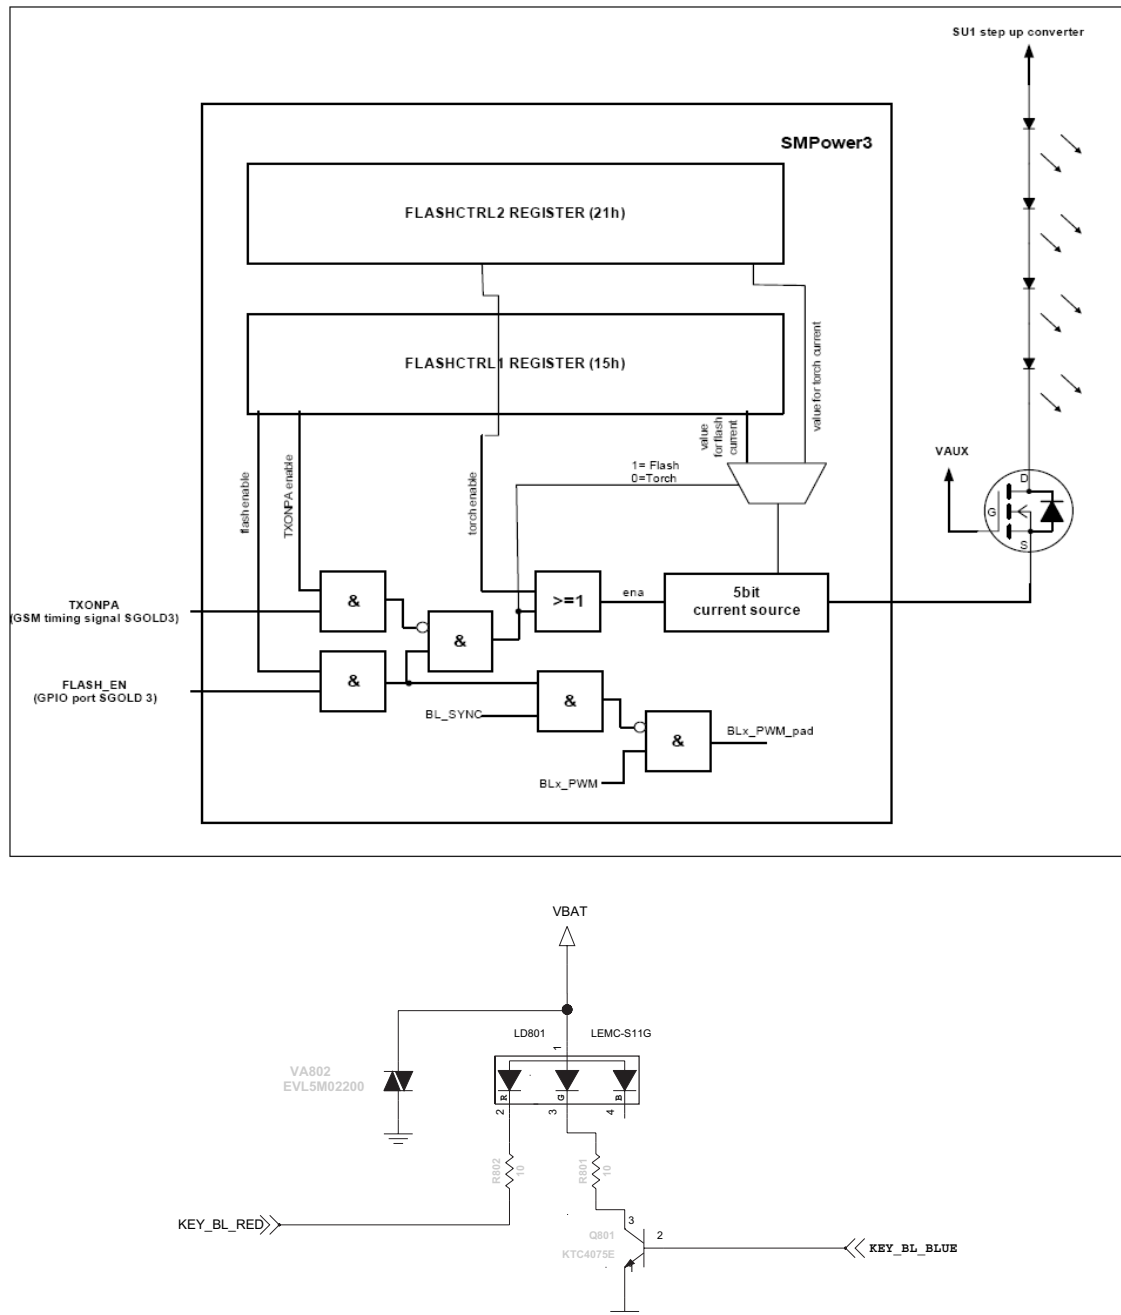 SU1 step up converter
SMPower3
FLASHCTRL2 REGISTER (21h)
FLASHCTRL1 REGISTER (15h)
flash enable
TXONPA enable
torch enable
value
for flash
current
value for torch current
1= Flash
0=Torch
VAUX
D
G
S
TXONPA
(GSM timing signal SGOLD3)
&
&
>=1
ena
5bit
current source
FLASH_EN
(GPIO port SGOLD 3)
&
&
BL_SYNC
&
BLx_PWM_pad
BLx_PWM
VBAT
LD801
LEMC-S11G
1
VA802
EVL5M02200
R
G
B
2
3
4
R802
10
R801
10
KEY_BL_RED
3
Q801
2
KTC4075E
1
KEY_BL_BLUE